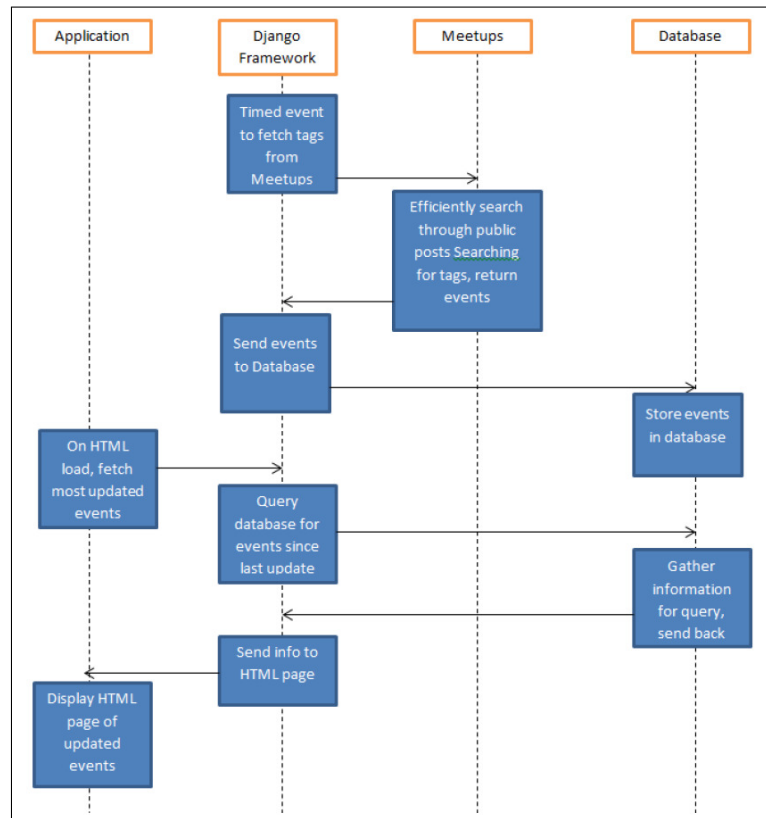 Application
Django
Framework
Meetups
Database
Timed event
to fetch tags
from
Meetups
Efficiently search
through public
posts Searching
for tags, return
events
Send events
to Database
Store events
in database
On HTML
load, fetch
most updated
events
Query
database for
events since
last update
Gather
information
for query,
send back
Send info to
HTML page
Display HTML
page of
updated
events